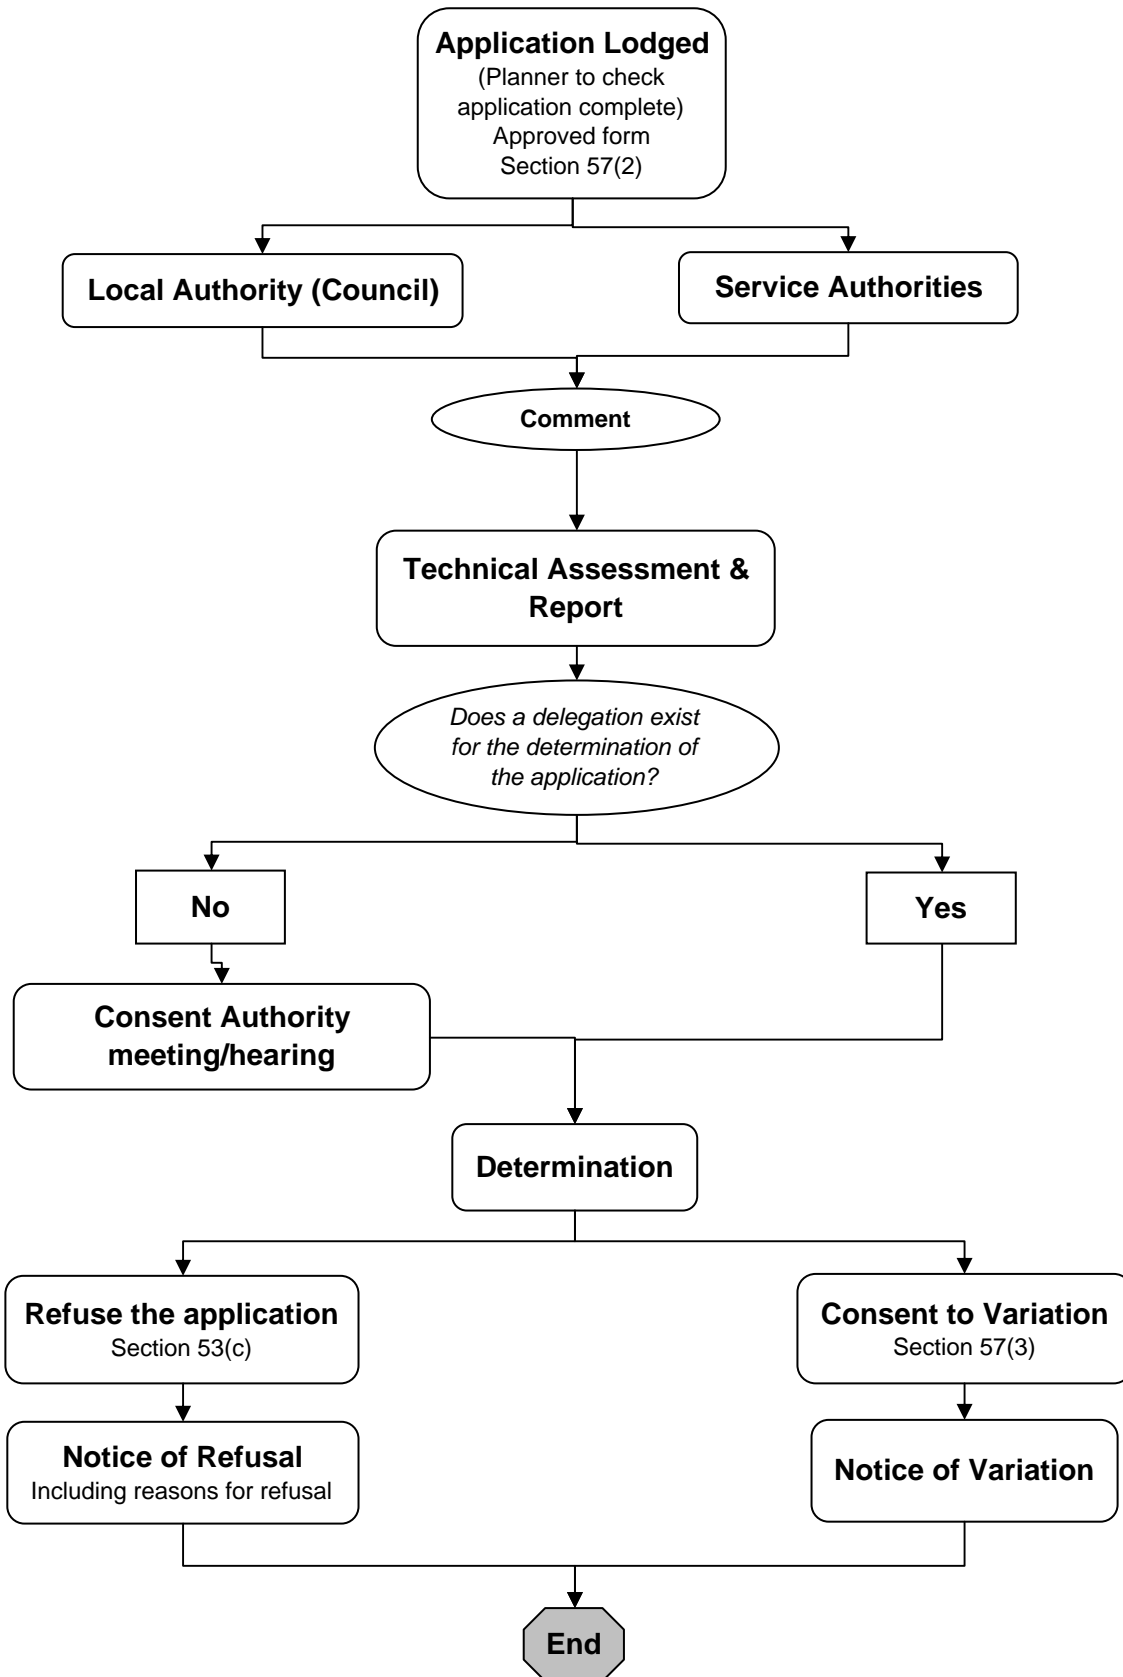 Application Lodged
(Planner to check
application complete)
Approved form
Section 57(2)
Local Authority (Council)
Service Authorities
Comment
Technical Assessment &
Report
Does a delegation exist
for the determination of
the application?
No
Yes
Consent Authority
meeting/hearing
Determination
Refuse the application
Section 53(c)
Consent to Variation
Section 57(3)
Notice of Refusal
Including reasons for refusal
Notice of Variation
End